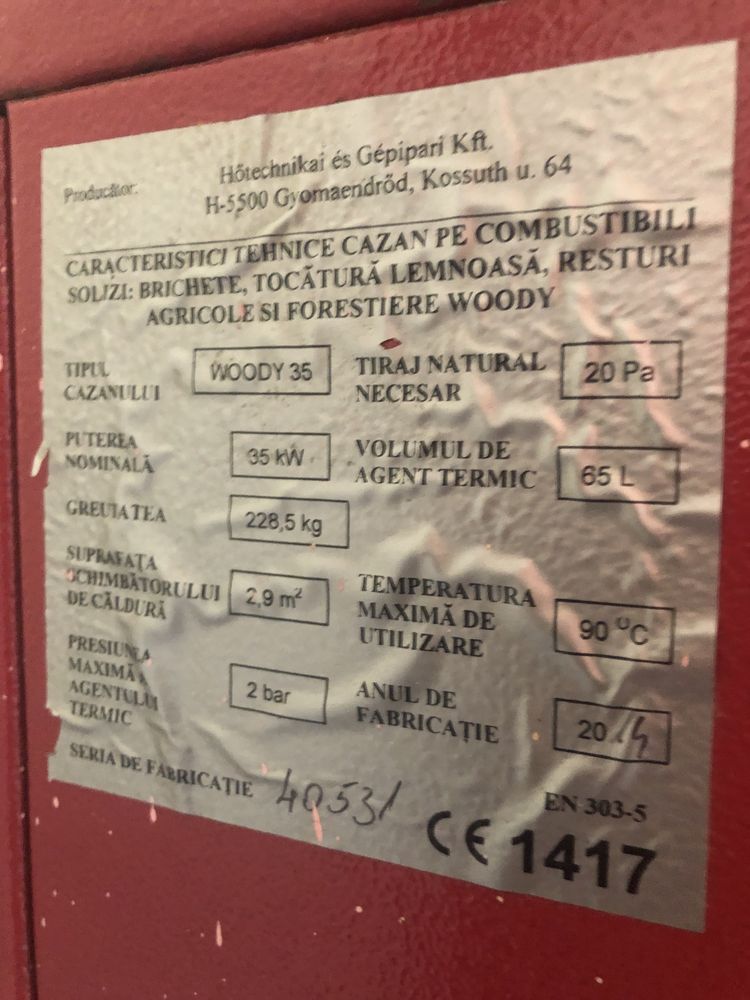 Producător:
Hőtechnikai és Gépipari Kft.
H-5500 Gyomaendrőd, Kossuth u. 64
CARACTERISTICI TEHNICE CAZAN PE COMBUSTIBILI
SOLIZI: BRICHETE, TOCĂTURĂ LEMNOASĂ, RESTURI
AGRICOLE SI FORESTIERE WOODY
TIPUL
CAZANULUI
WOODY 35
TIRAJ NATURAL
NECESAR
20 Pa
PUTEREA
NOMINALĂ
35 kW
VOLUMUL DE
AGENT TERMIC
65 L
GREUTATEA
228,5 kg
SUPRAFAȚA
SCHIMBĂTORULUI
DE CĂLDURĂ
2,9 m²
TEMPERATURA
MAXIMĂ DE
UTILIZARE
90 °C
PRESIUNEA
MAXIMĂ A
AGENTULUI
TERMIC
2 bar
ANUL DE
FABRICAȚIE
2014
SERIA DE FABRICAȚIE 40531
EN 303-5
CE 1417